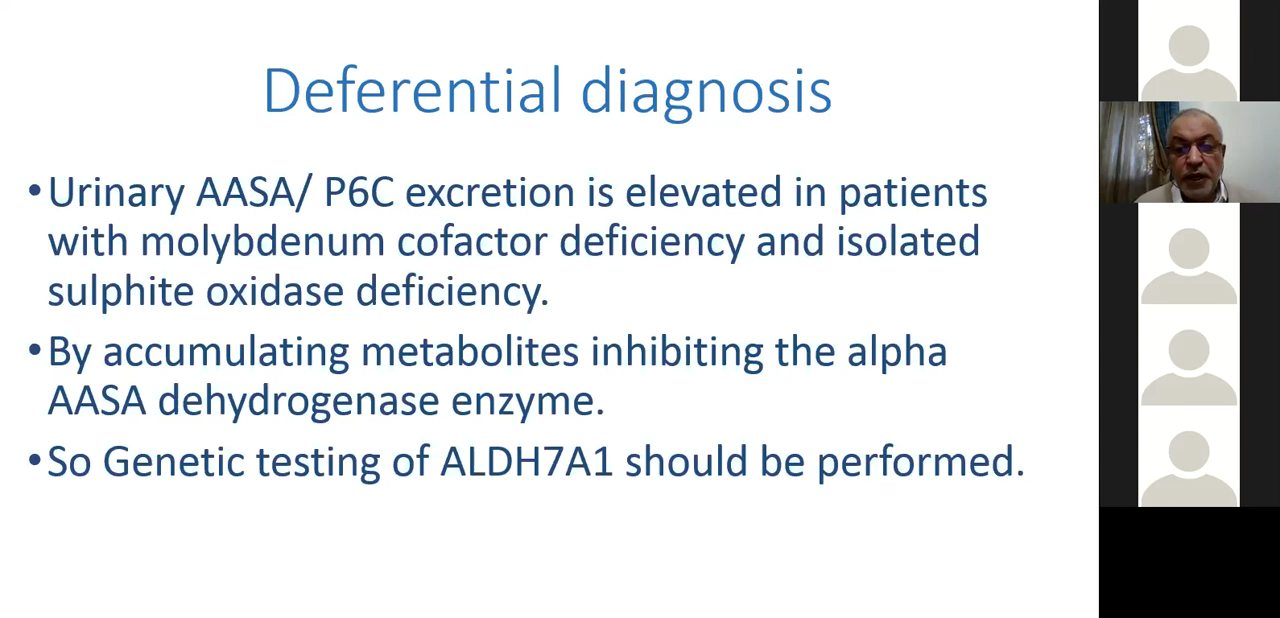 Deferential diagnosis
•Urinary AASA/ P6C excretion is elevated in patients
with molybdenum cofactor deficiency and isolated
sulphite oxidase deficiency.
•By accumulating metabolites inhibiting the alpha
AASA dehydrogenase enzyme.
•So Genetic testing of ALDH7A1 should be performed.